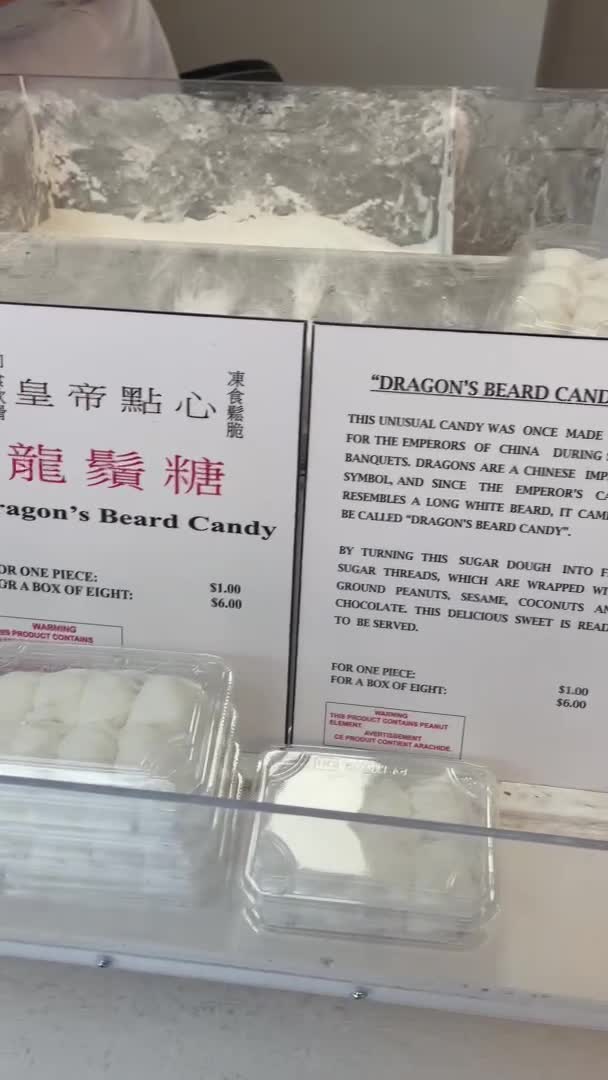 皇帝點心
凍食鬆脆
龍鬚糖
ragon's Beard Candy
OR ONE PIECE: $1.00
OR A BOX OF EIGHT: $6.00
WARNING
PRODUCT CONTAINS
"DRAGON'S BEARD CAND
THIS UNUSUAL CANDY WAS ONCE MADE
FOR THE EMPERORS OF CHINA DURING
BANQUETS. DRAGONS ARE A CHINESE IMP
SYMBOL, AND SINCE THE EMPEROR'S CA
RESEMBLES A LONG WHITE BEARD, IT CAM
BE CALLED "DRAGON'S BEARD CANDY".
BY TURNING THIS SUGAR DOUGH INTO F
SUGAR THREADS, WHICH ARE WRAPPED WI
GROUND PEANUTS, SESAME, COCONUTS AN
CHOCOLATE. THIS DELICIOUS SWEET IS READ
TO BE SERVED.
FOR ONE PIECE: $1.00
FOR A BOX OF EIGHT: $6.00
WARNING
THIS PRODUCT CONTAINS PEANUT
ELEMENT.
AVERTISSEMENT
CE PRODUIT CONTIENT ARACHIDE.